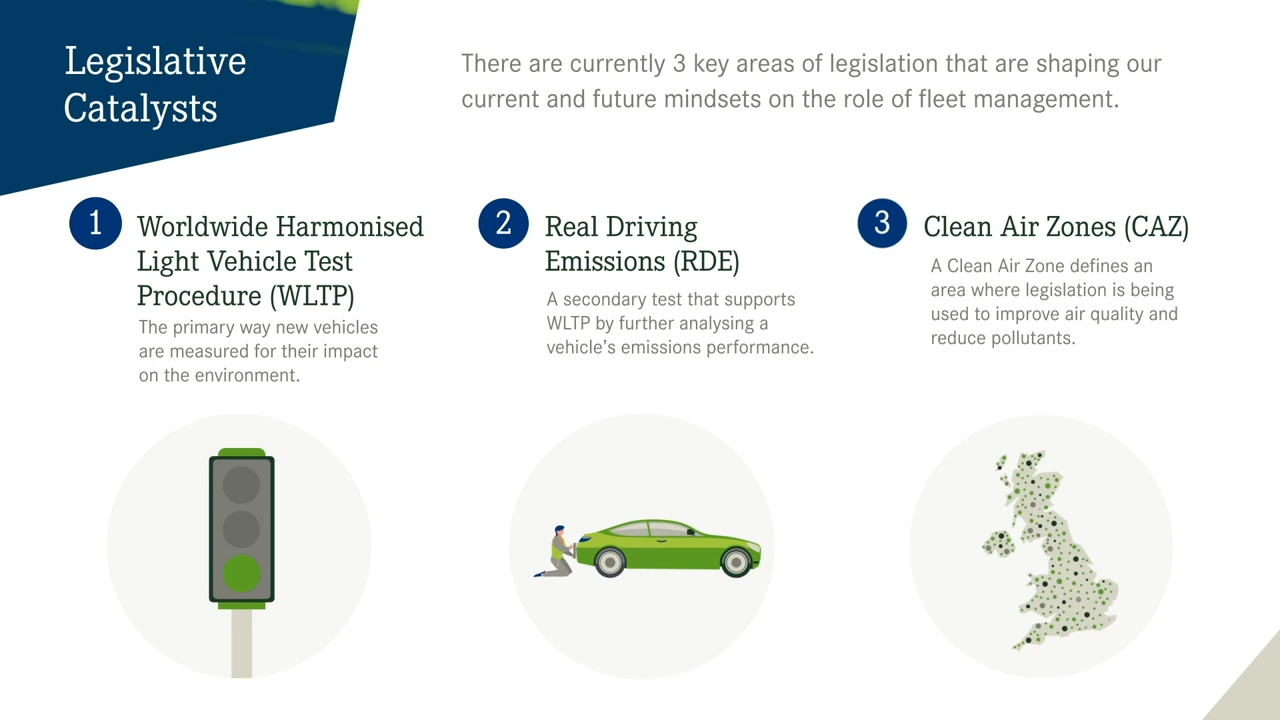 Legislative
Catalysts
There are currently 3 key areas of legislation that are shaping our
current and future mindsets on the role of fleet management.
1
Worldwide Harmonised
Light Vehicle Test
Procedure (WLTP)
The primary way new vehicles
are measured for their impact
on the environment.
2
Real Driving
Emissions (RDE)
A secondary test that supports
WLTP by further analysing a
vehicle's emissions performance.
3
Clean Air Zones (CAZ)
A Clean Air Zone defines an
area where legislation is being
used to improve air quality and
reduce pollutants.